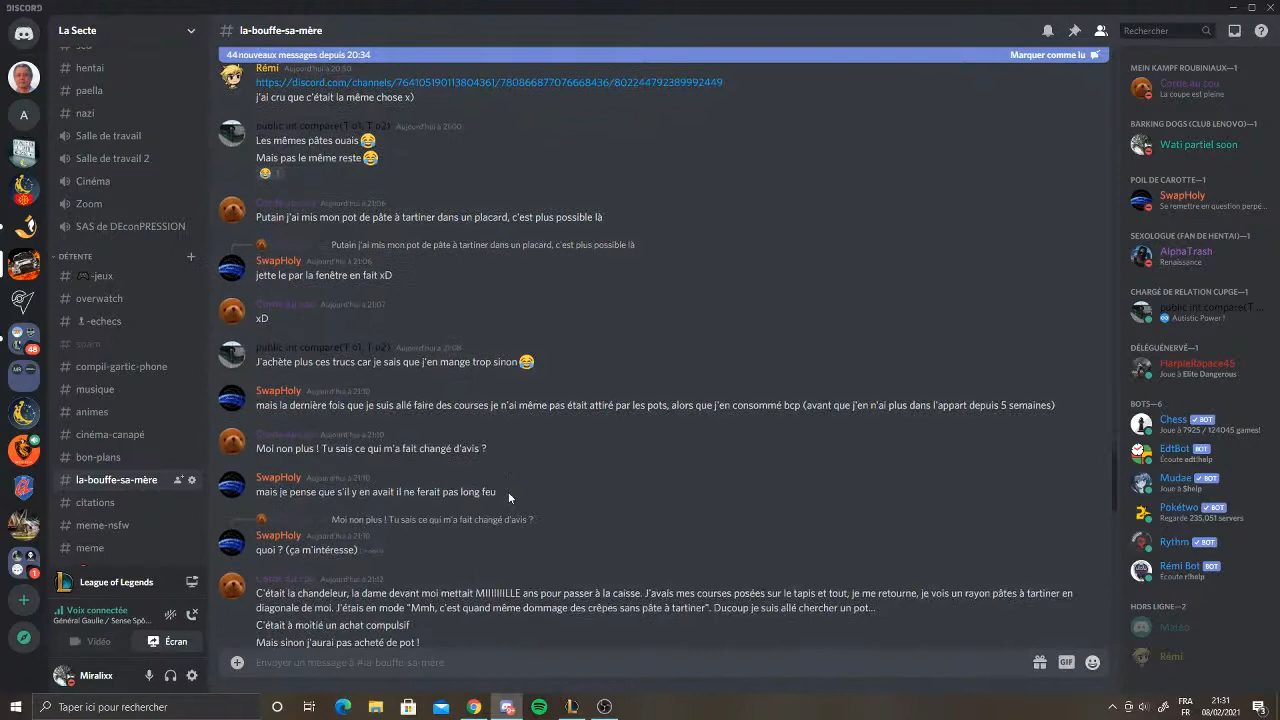 DISCORD
La Secte
# la-bouffe-sa-mère
Rechercher
44 nouveaux messages depuis 20:34
Marquer comme lu
hentai
paella
nazi
Salle de travail
Salle de travail 2
Cinéma
Zoom
SAS de DEconPRESSION
DÉTENTE
-jeux
overwatch
-echecs
spam
compil-gartic-phone
musique
animes
cinéma-canapé
bon-plans
la-bouffe-sa-mère
citations
meme-nsfw
meme
League of Legends
Voix connectée
Général Gaulle / Sense Spö...
Vidéo
Écran
Miralixx
A
MR
48
1
Rémi Aujourd'hui à 20:50
https://discord.com/channels/764105190113804361/780866877076668436/802244792389992449
j'ai cru que c'était la même chose x)
public int compare(T o1, T o2) Aujourd'hui à 21:00
Les mêmes pâtes ouais
Mais pas le même reste
1
Aujourd'hui à 21:06
Putain j'ai mis mon pot de pâte à tartiner dans un placard, c'est plus possible là
Putain j'ai mis mon pot de pâte à tartiner dans un placard, c'est plus possible là
SwapHoly Aujourd'hui à 21:06
jette le par la fenêtre en fait xD
Aujourd'hui à 21:07
xD
public int compare(T o1, T o2) Aujourd'hui à 21:08
J'achète plus ces trucs car je sais que j'en mange trop sinon
SwapHoly Aujourd'hui à 21:10
mais la dernière fois que je suis allé faire des courses je n'ai même pas était attiré par les pots, alors que j'en consommé bcp (avant que j'en n'ai plus dans l'appart depuis 5 semaines)
Aujourd'hui à 21:10
Moi non plus ! Tu sais ce qui m'a fait changé d'avis ?
SwapHoly Aujourd'hui à 21:10
mais je pense que s'il y en avait il ne ferait pas long feu
Moi non plus ! Tu sais ce qui m'a fait changé d'avis ?
SwapHoly Aujourd'hui à 21:10
quoi ? (ça m'intéresse)
Aujourd'hui à 21:12
C'était la chandeleur, la dame devant moi mettait MIIIIIIILLE ans pour passer à la caisse. J'avais mes courses posées sur le tapis et tout, je me retourne, je vois un rayon pâtes à tartiner en
diagonale de moi. J'étais en mode "Mmh, c'est quand même dommage des crêpes sans pâte à tartiner". Ducoup je suis allé chercher un pot...
C'était à moitié un achat compulsif
Mais sinon j'aurai pas acheté de pot !
Envoyer un message à #la-bouffe-sa-mère
GIF
MEIN KAMPF ROUBINIAUX—1
Corde au cou
La coupe est pleine
BARKING DOGS (CLUB LENOVO)—1
Wati partiel soon
POIL DE CAROTTE—1
SwapHoly
Se remettre en question perpé...
SEXOLOGUE (FAN DE HENTAI)—1
AlphaTrash
Renaissance
CHARGÉ DE RELATION CUPGE—1
public int compare(T ...
Autistic Power !
DÉLÉGUÉNERVÉ—1
HarpieRapace45
Joue à Elite Dangerous
BOTS—6
Chess BOT
Joue à 7925 / 124045 games!
EdtBot BOT
Écoute edt!help
Mudae BOT
Joue à $help
Pokétwo BOT
Regarde 235,051 servers
Rythm BOT
Rémi Bot BOT
Ecoute r!help
HORS LIGNE—2
Matéo
Rémi
Taper ici pour rechercher
FRA
FR
21:31
08/02/2021